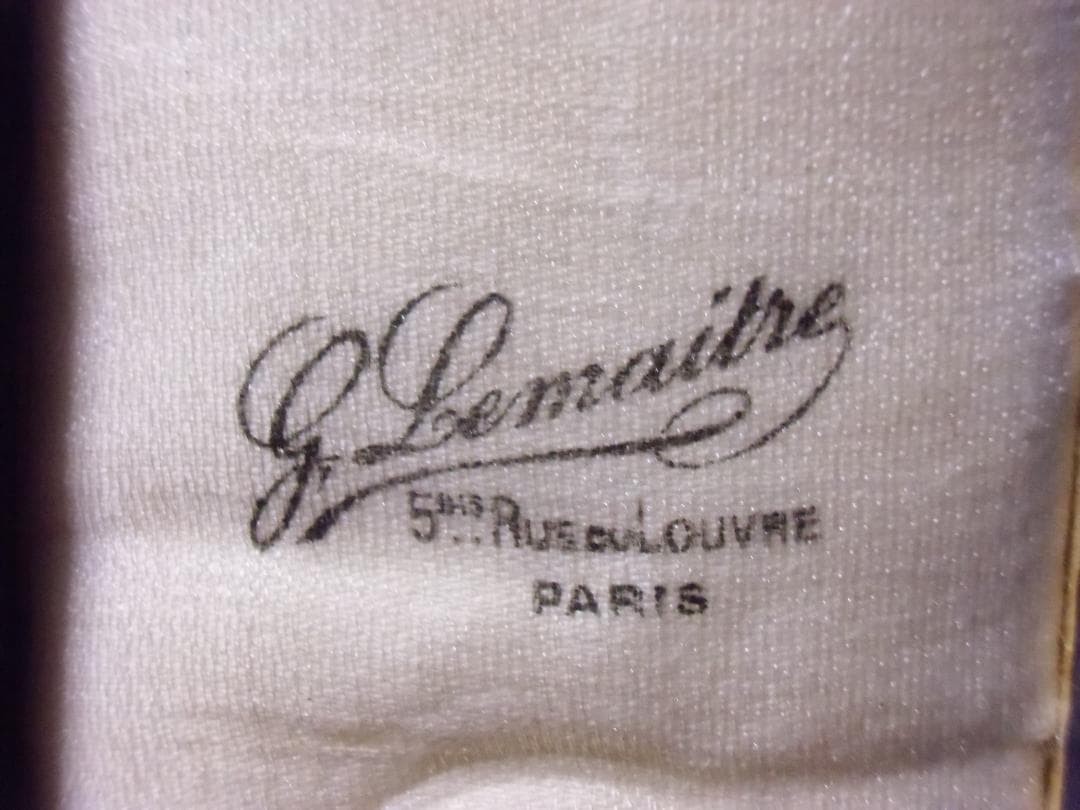 G. Lemaitre
5BIS RUE DU LOUVRE
PARIS